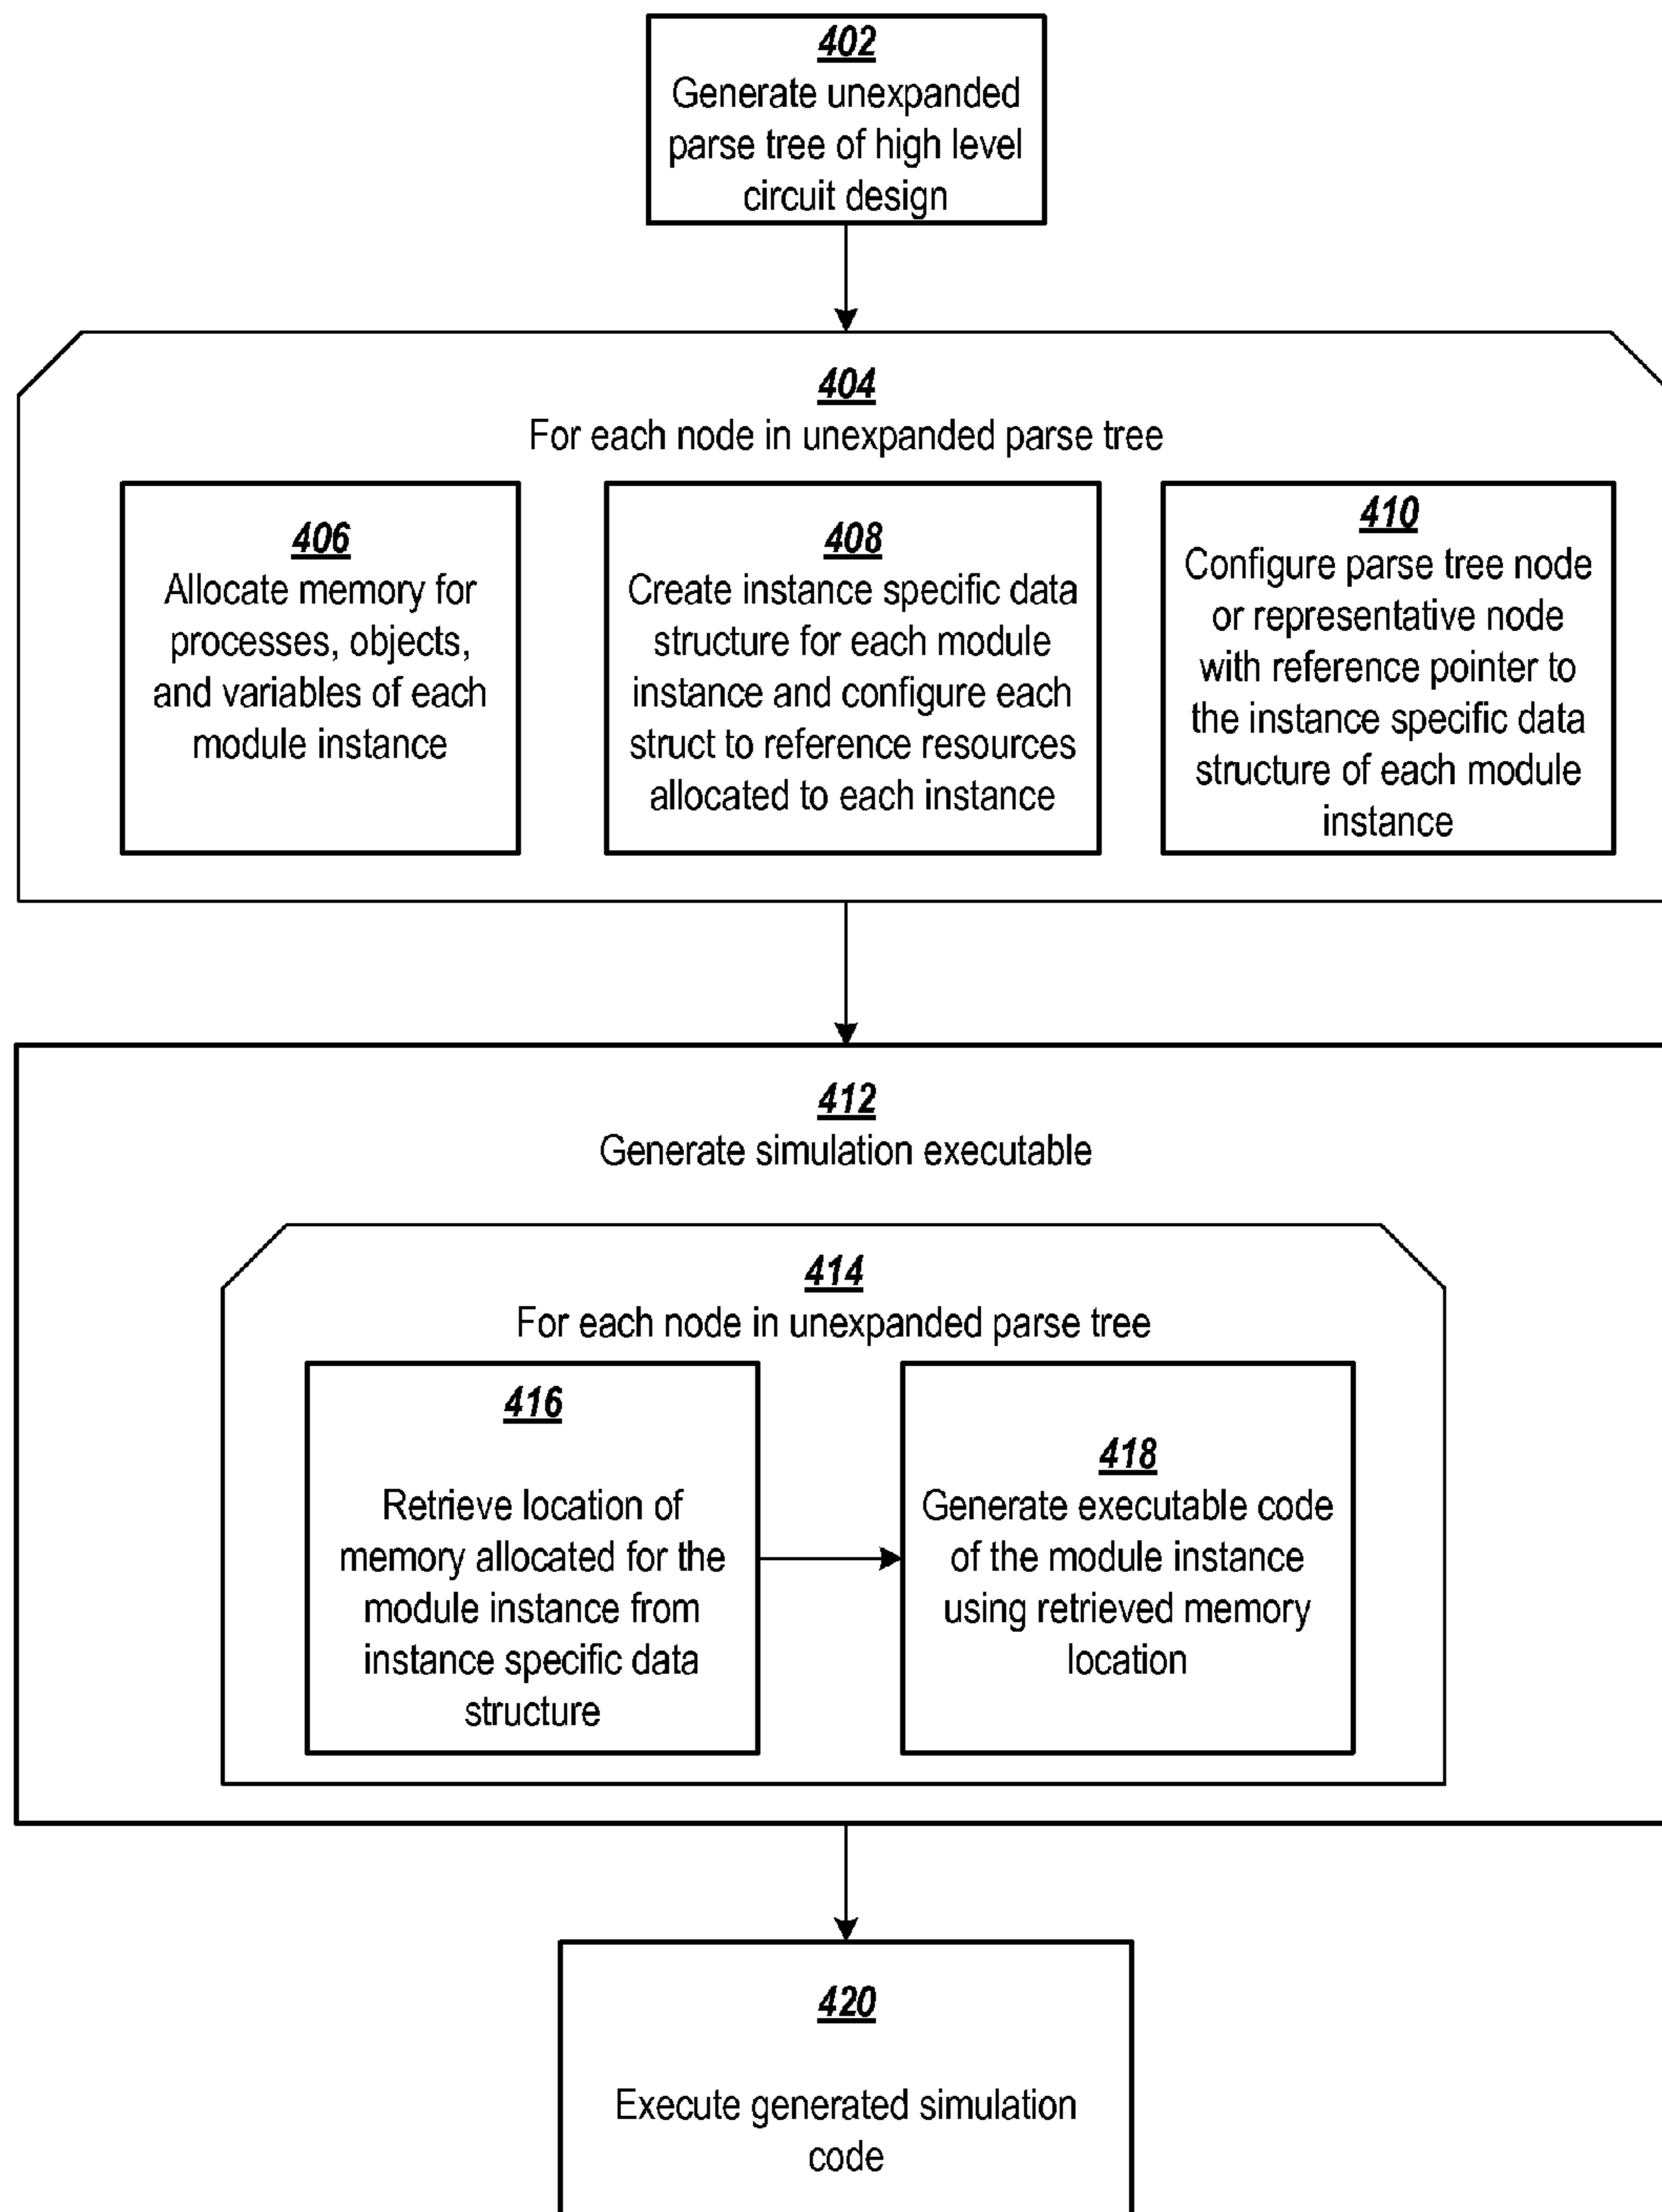 402
Generate unexpanded
parse tree of high level
circuit design
404
For each node in unexpanded parse tree
406
Allocate memory for
processes, objects,
and variables of each
module instance
408
Create instance specific data
structure for each module
instance and configure each
struct to reference resources
allocated to each instance
410
Configure parse tree node
or representative node
with reference pointer to
the instance specific data
structure of each module
instance
412
Generate simulation executable
414
For each node in unexpanded parse tree
416
Retrieve location of
memory allocated for the
module instance from
instance specific data
structure
418
Generate executable code
of the module instance
using retrieved memory
location
420
Execute generated simulation
code